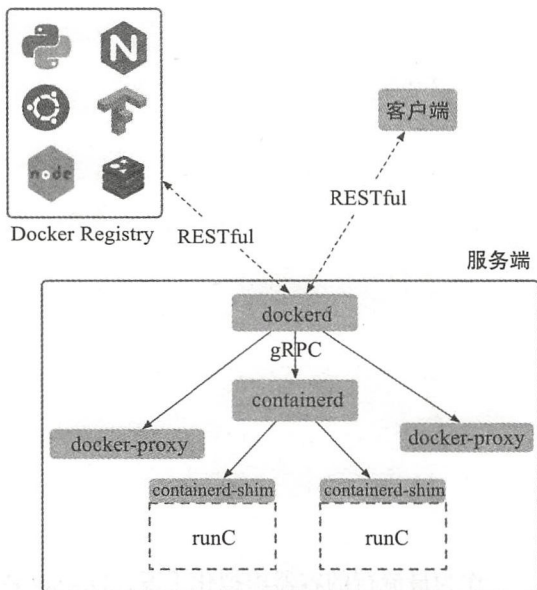 N
客户端
node
RESTful
Docker Registry
RESTful
服务端
dockerd
gRPC
containerd
docker-proxy
docker-proxy
containerd-shim
containerd-shim
runC
runC